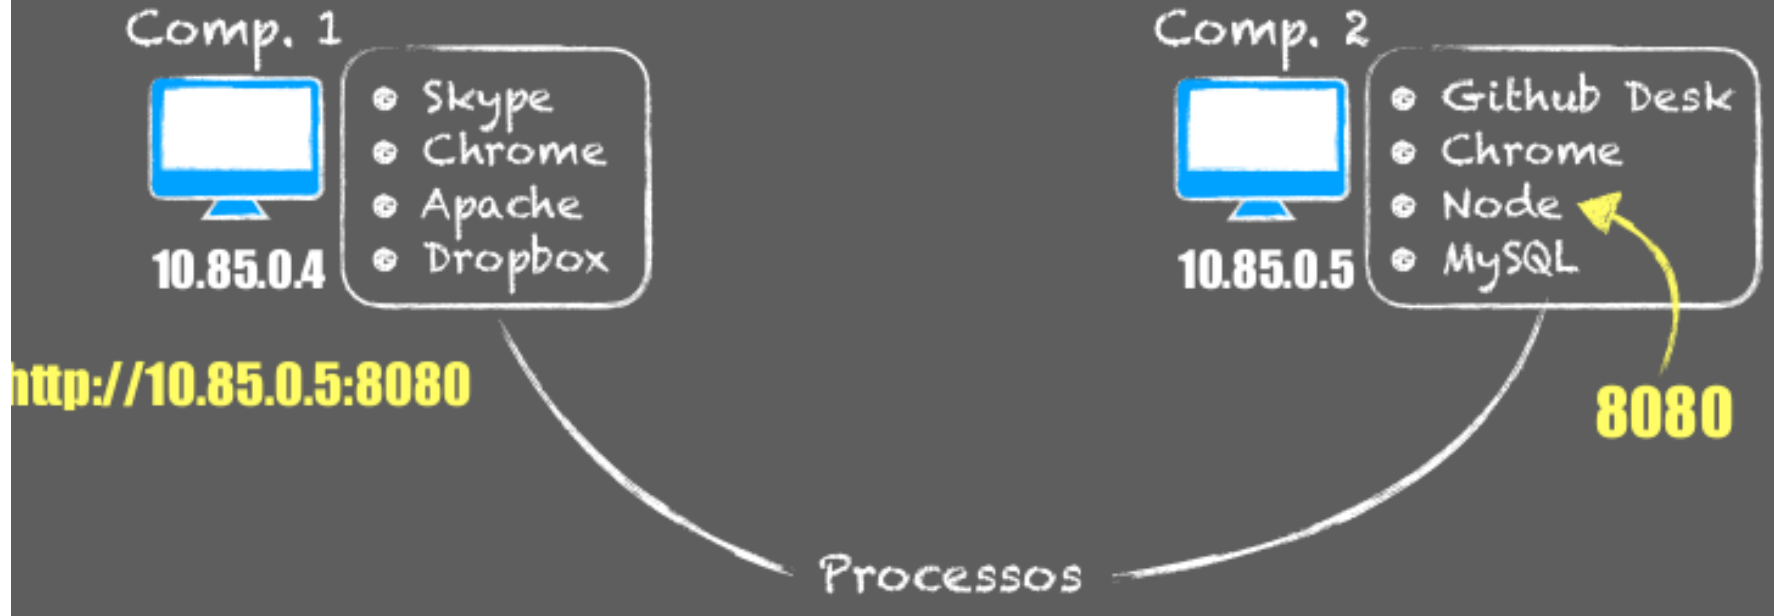 Comp. 1
Skype
Chrome
Apache
Dropbox
10.85.0.4
http://10.85.0.5:8080
Comp. 2
Github Desk
Chrome
Node
MySQL
10.85.0.5
8080
Processos